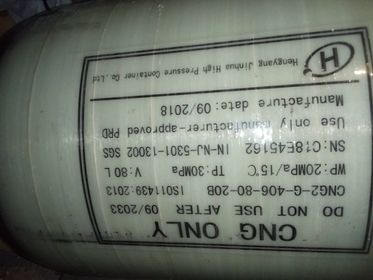 CNG ONLY
DO NOT USE AFTER 09/2033
CNG2-G-406-80-20B ISO11439:2013
WP:20MPa/15°C TP:30MPa V:80 L
SN:C18E45162 IN-NJ-5301-13002 SGS
Use only manufacturer-approved PRD
Manufacture date: 09/2018
H
Hengyang Jinhua High Pressure Container Co.,Ltd